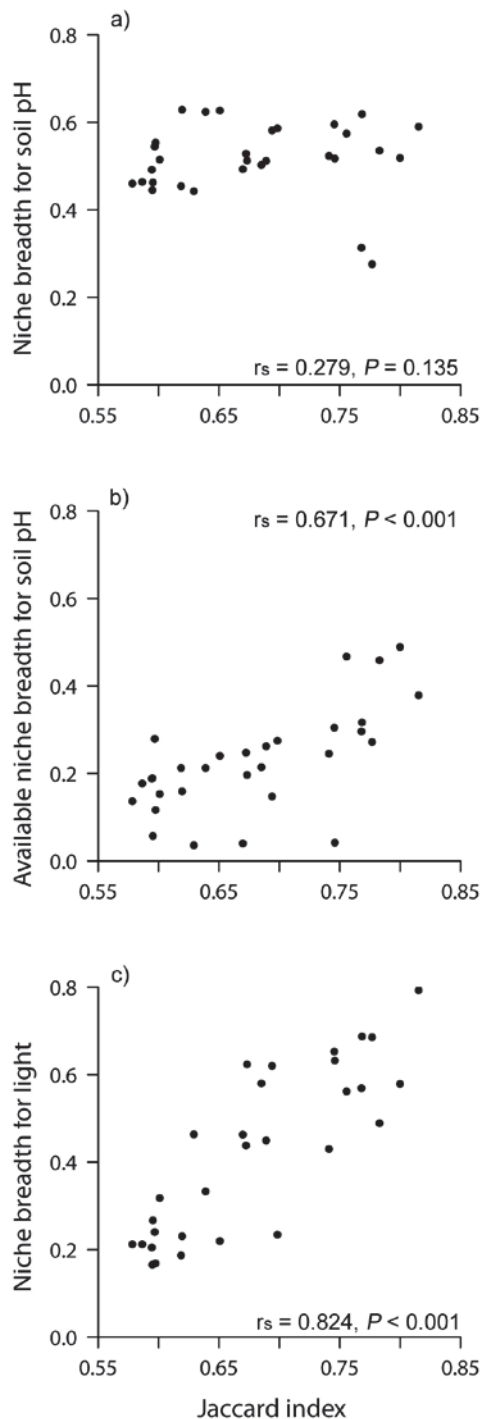 a)
Niche breadth for soil pH
0.8
0.6
0.4
0.2
0.0
rs = 0.279, P = 0.135
0.55 0.65 0.75 0.85
b)
Available niche breadth for soil pH
rs = 0.671, P < 0.001
0.8
0.6
0.4
0.2
0.0
0.55 0.65 0.75 0.85
c)
Niche breadth for light
0.8
0.6
0.4
0.2
0.0
rs = 0.824, P < 0.001
0.55 0.65 0.75 0.85
Jaccard index